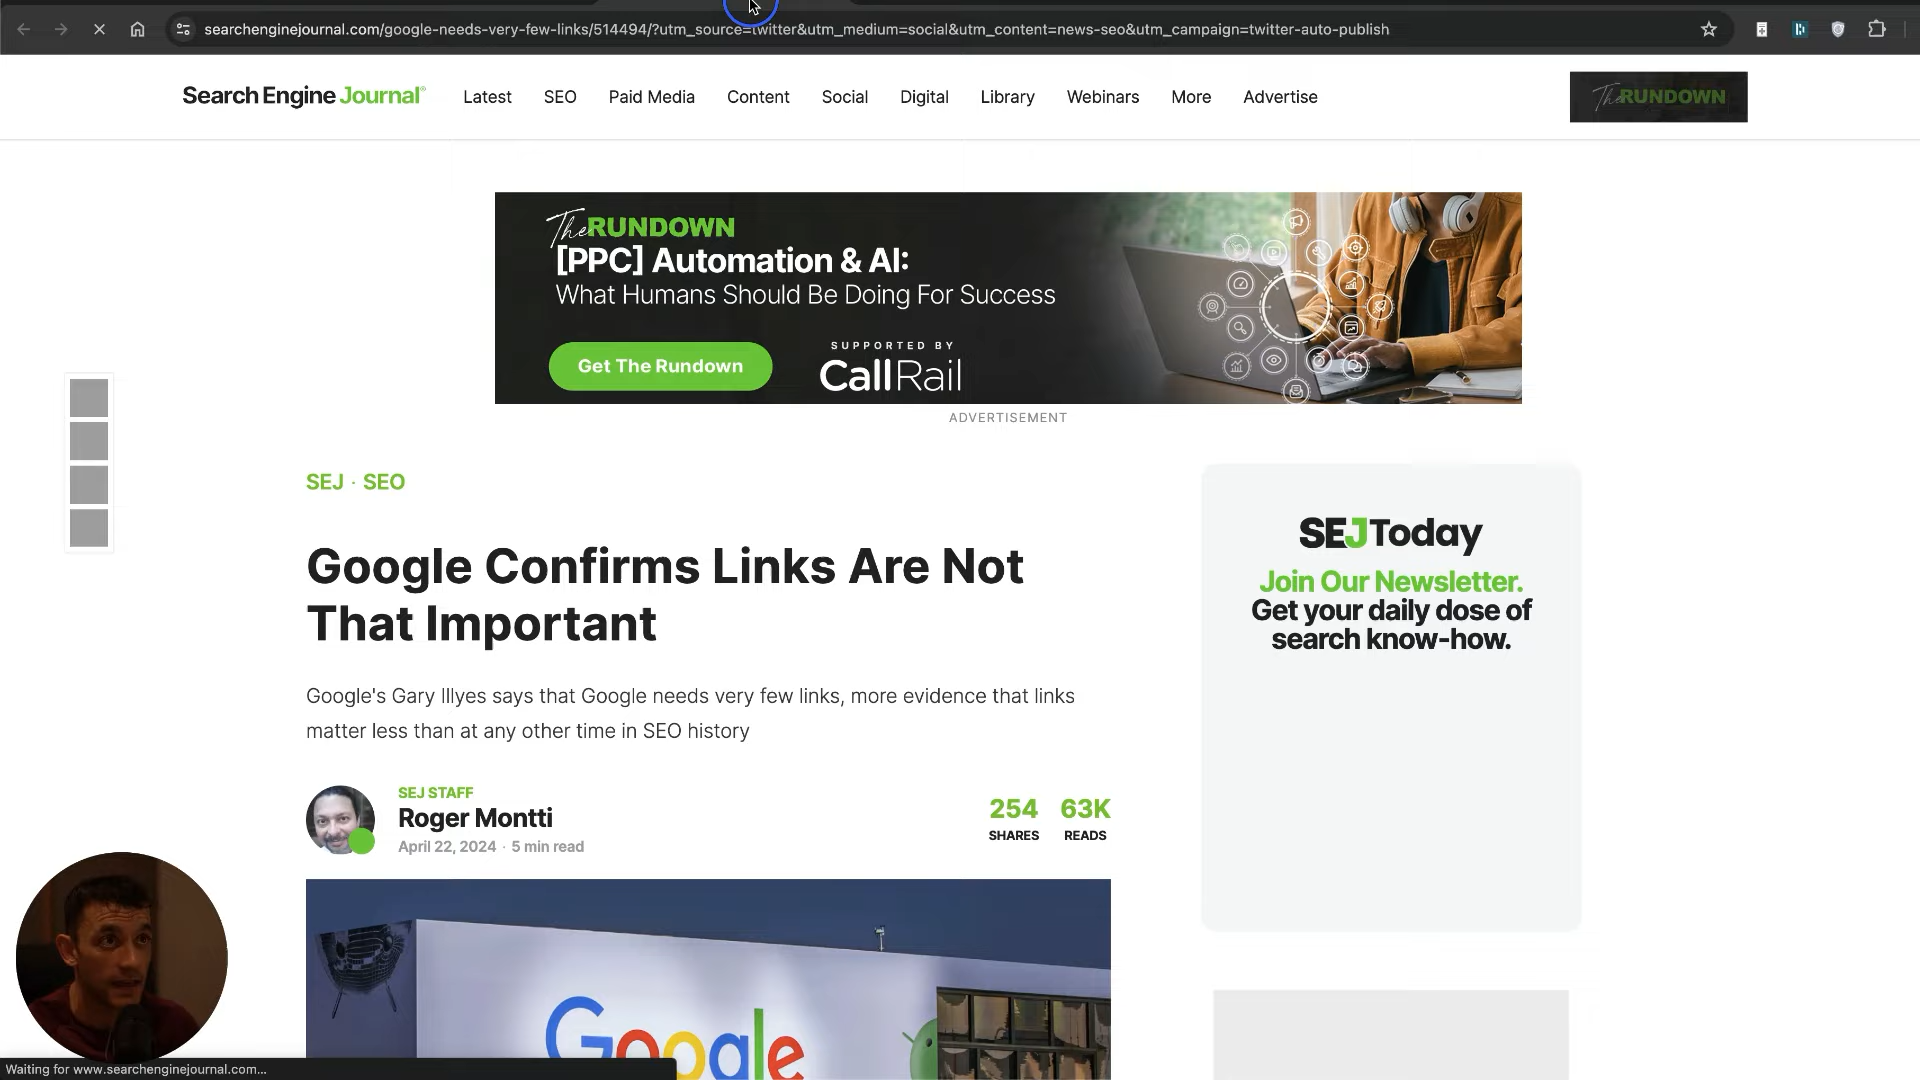 searchenginejournal.com/google-needs-very-few-links/514494/?utm_source=twitter&utm_medium=social&utm_content=news-seo&utm_campaign=twitter-auto-publish
Search Engine Journal
Latest
SEO
Paid Media
Content
Social
Digital
Library
Webinars
More
Advertise
The RUNDOWN
The RUNDOWN
[PPC] Automation & AI:
What Humans Should Be Doing For Success
Get The Rundown
SUPPORTED BY
CallRail
ADVERTISEMENT
SEJ · SEO
Google Confirms Links Are Not
That Important
Google's Gary Illyes says that Google needs very few links, more evidence that links
matter less than at any other time in SEO history
SEJ STAFF
Roger Montti
April 22, 2024 · 5 min read
254
SHARES
63K
READS
SEJ Today
Join Our Newsletter.
Get your daily dose of
search know-how.
Google
Waiting for www.searchenginejournal.com...